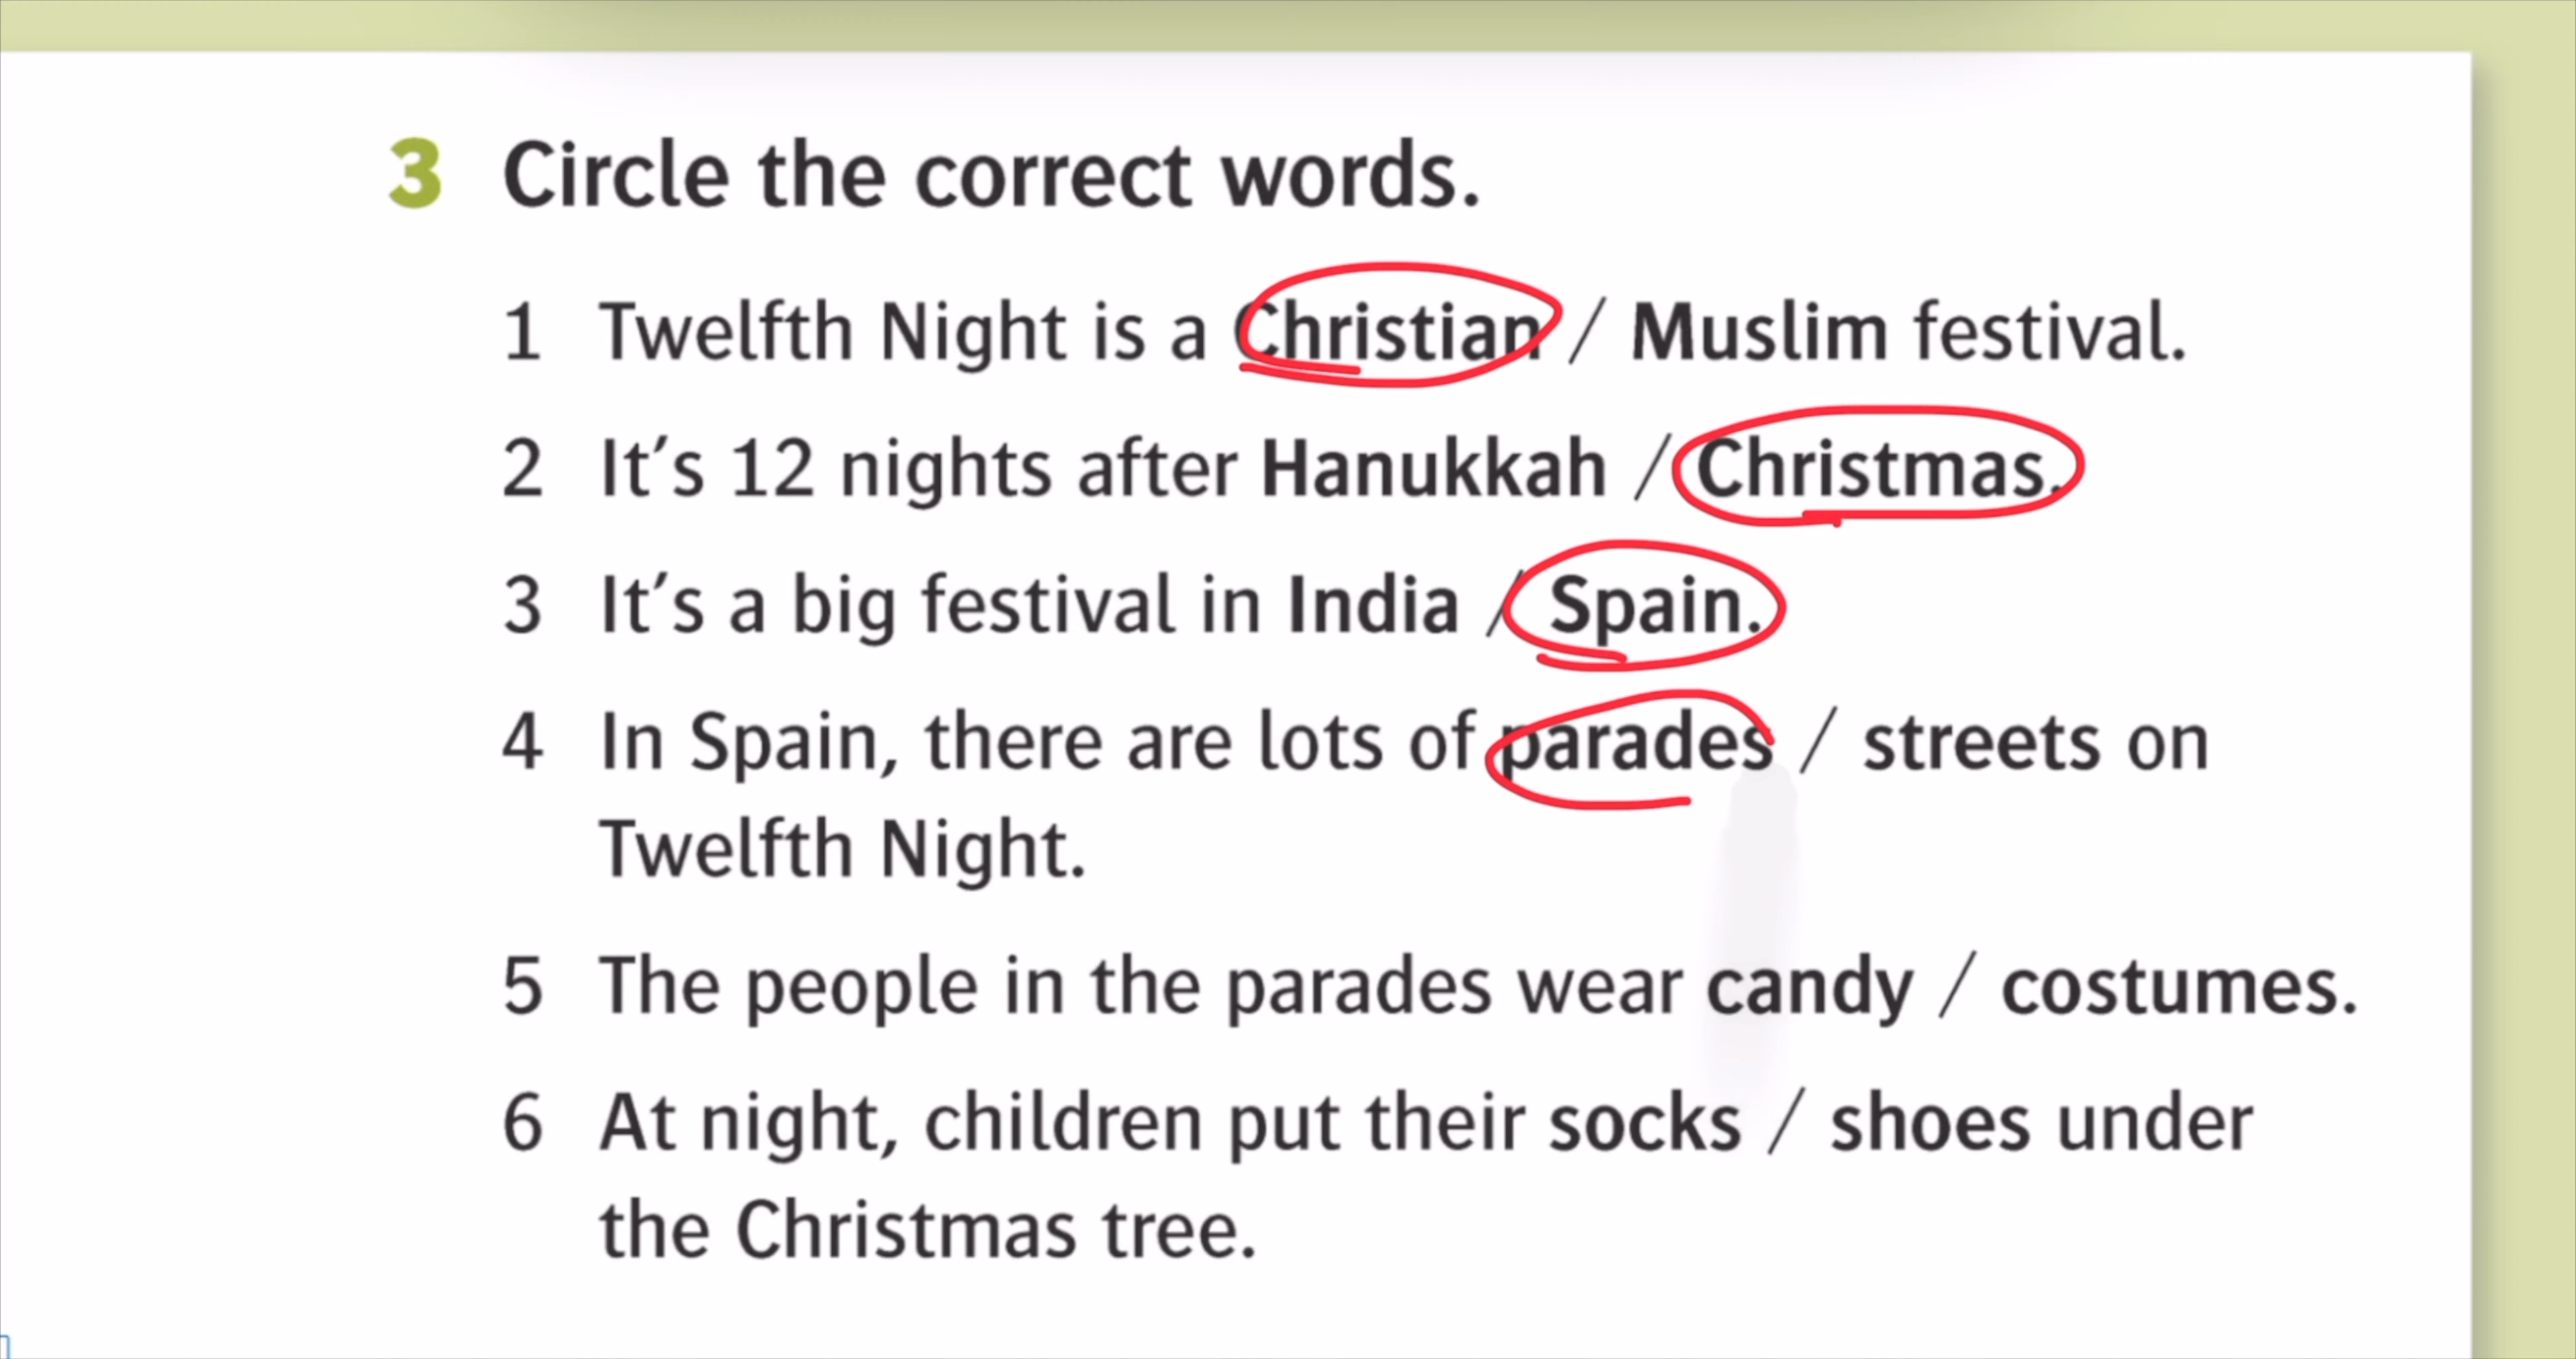 3 Circle the correct words.
1 Twelfth Night is a Christian / Muslim festival.
2 It's 12 nights after Hanukkah / Christmas.
3 It's a big festival in India / Spain.
4 In Spain, there are lots of parades / streets on
Twelfth Night.
5 The people in the parades wear candy / costumes.
6 At night, children put their socks / shoes under
the Christmas tree.